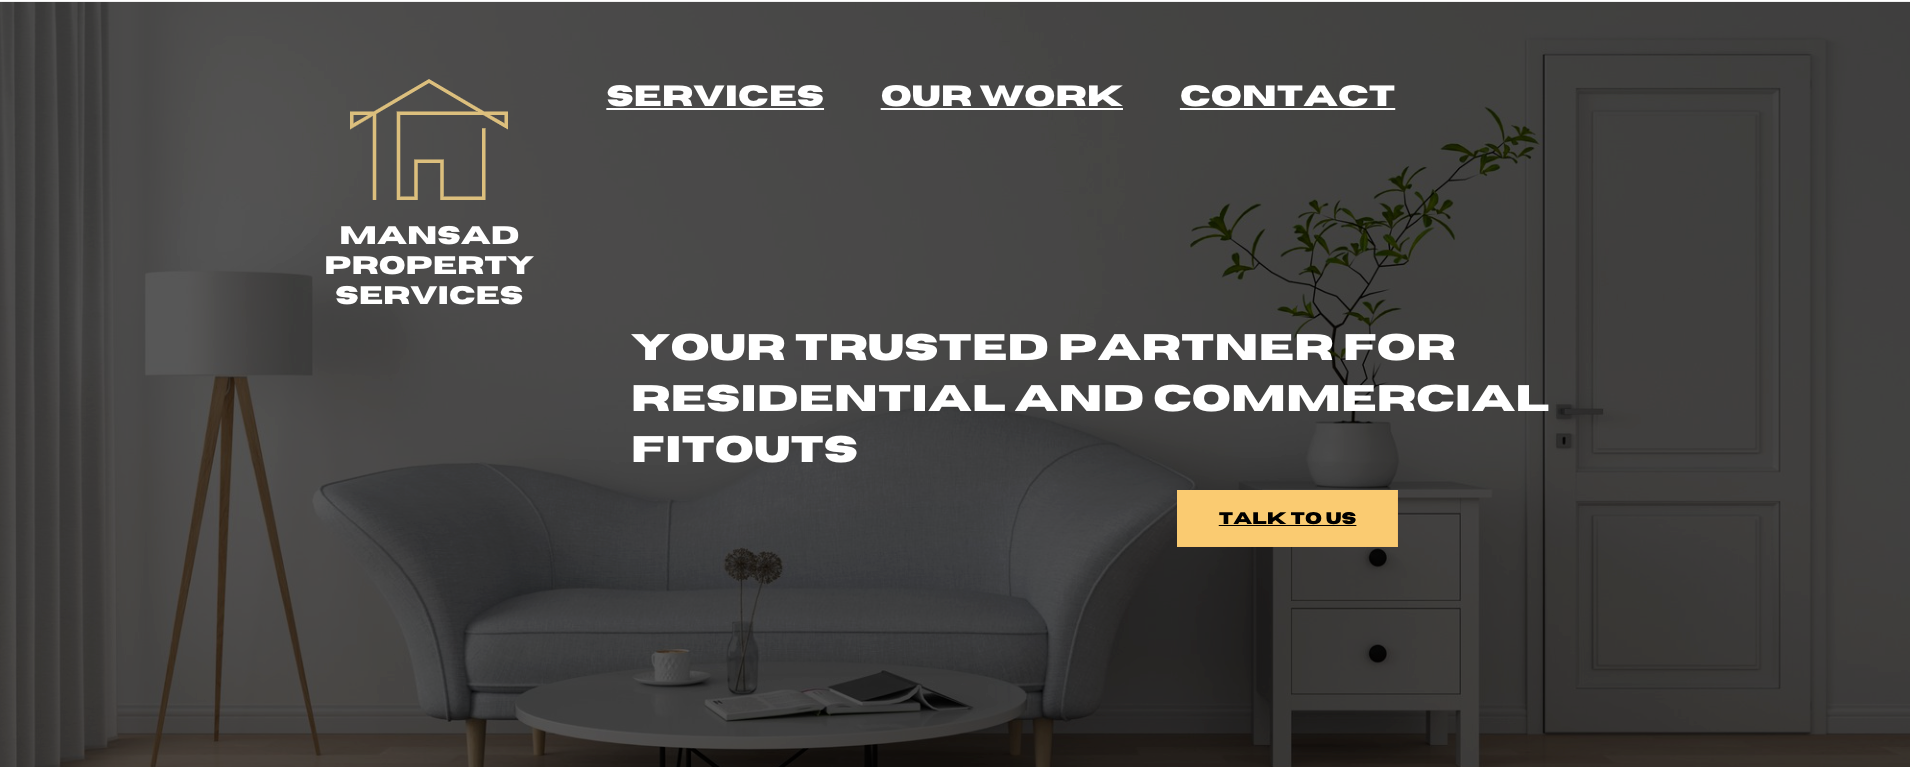 SERVICES
OUR WORK
CONTACT
MANSAD
PROPERTY
SERVICES
YOUR TRUSTED PARTNER FOR
RESIDENTIAL AND COMMERCIAL
FITOUTS
TALK TO US